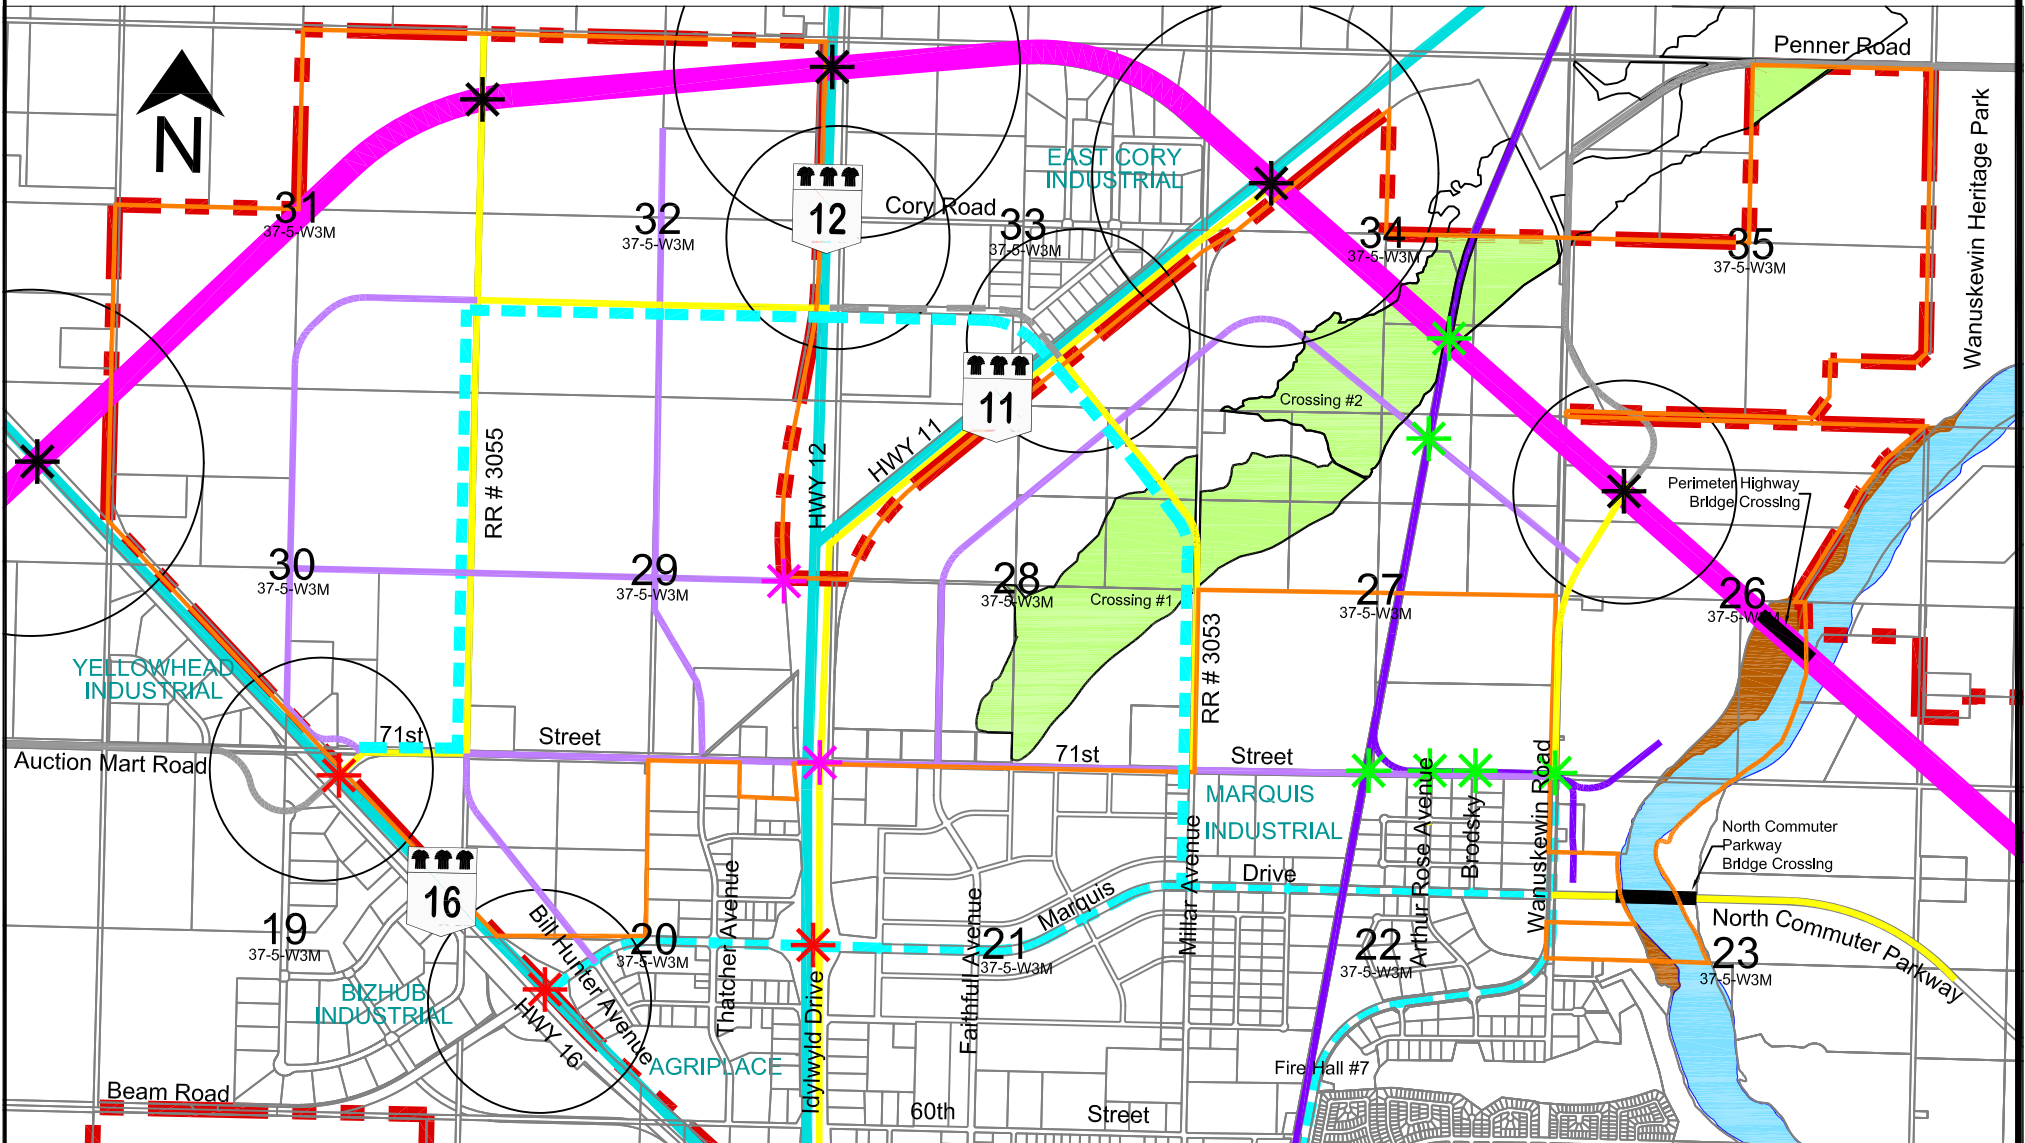 Penner Road
N
Wanuskewin Heritage Park
EAST CORY
INDUSTRIAL
31
37-5-W3M
32
37-5-W3M
12
Cory Road
33
37-5-W3M
34
37-5-W3M
35
37-5-W3M
Crossing #2
11
HWY 11
HWY 12
RR # 3055
Perimeter Highway
Bridge Crossing
30
37-5-W3M
29
37-5-W3M
28
37-5-W3M
Crossing #1
27
37-5-W3M
26
37-5-W3M
RR # 3053
YELLOWHEAD
INDUSTRIAL
71st
Street
71st
Street
Auction Mart Road
MARQUIS
INDUSTRIAL
Wanuskewin Road
Arthur Rose Avenue
Brodsky
North Commuter
Parkway
Bridge Crossing
16
Thatcher Avenue
Idylwyld Drive
Faithfull Avenue
Marquis
Drive
Millar Avenue
North Commuter Parkway
19
37-5-W3M
20
37-5-W3M
21
37-5-W3M
22
37-5-W3M
23
37-5-W3M
Bill Hunter Avenue
HWY 16
BIZHUB
INDUSTRIAL
AGRIPLACE
Fire Hall #7
Beam Road
60th
Street